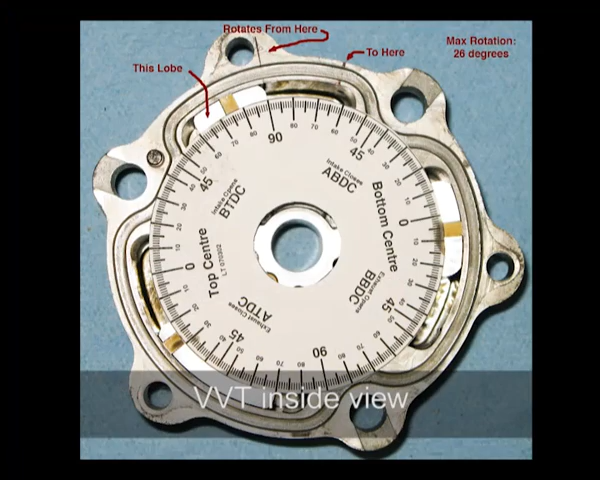 Rotates From Here
To Here
Max Rotation:
26 degrees
This Lobe
90
45
45
0
0
45
45
90
Intake Opens
BTDC
Intake Closes
ABDC
Bottom Centre
Top Centre
BBDC
Exhaust Opens
ATDC
Exhaust Closes
VVT inside view